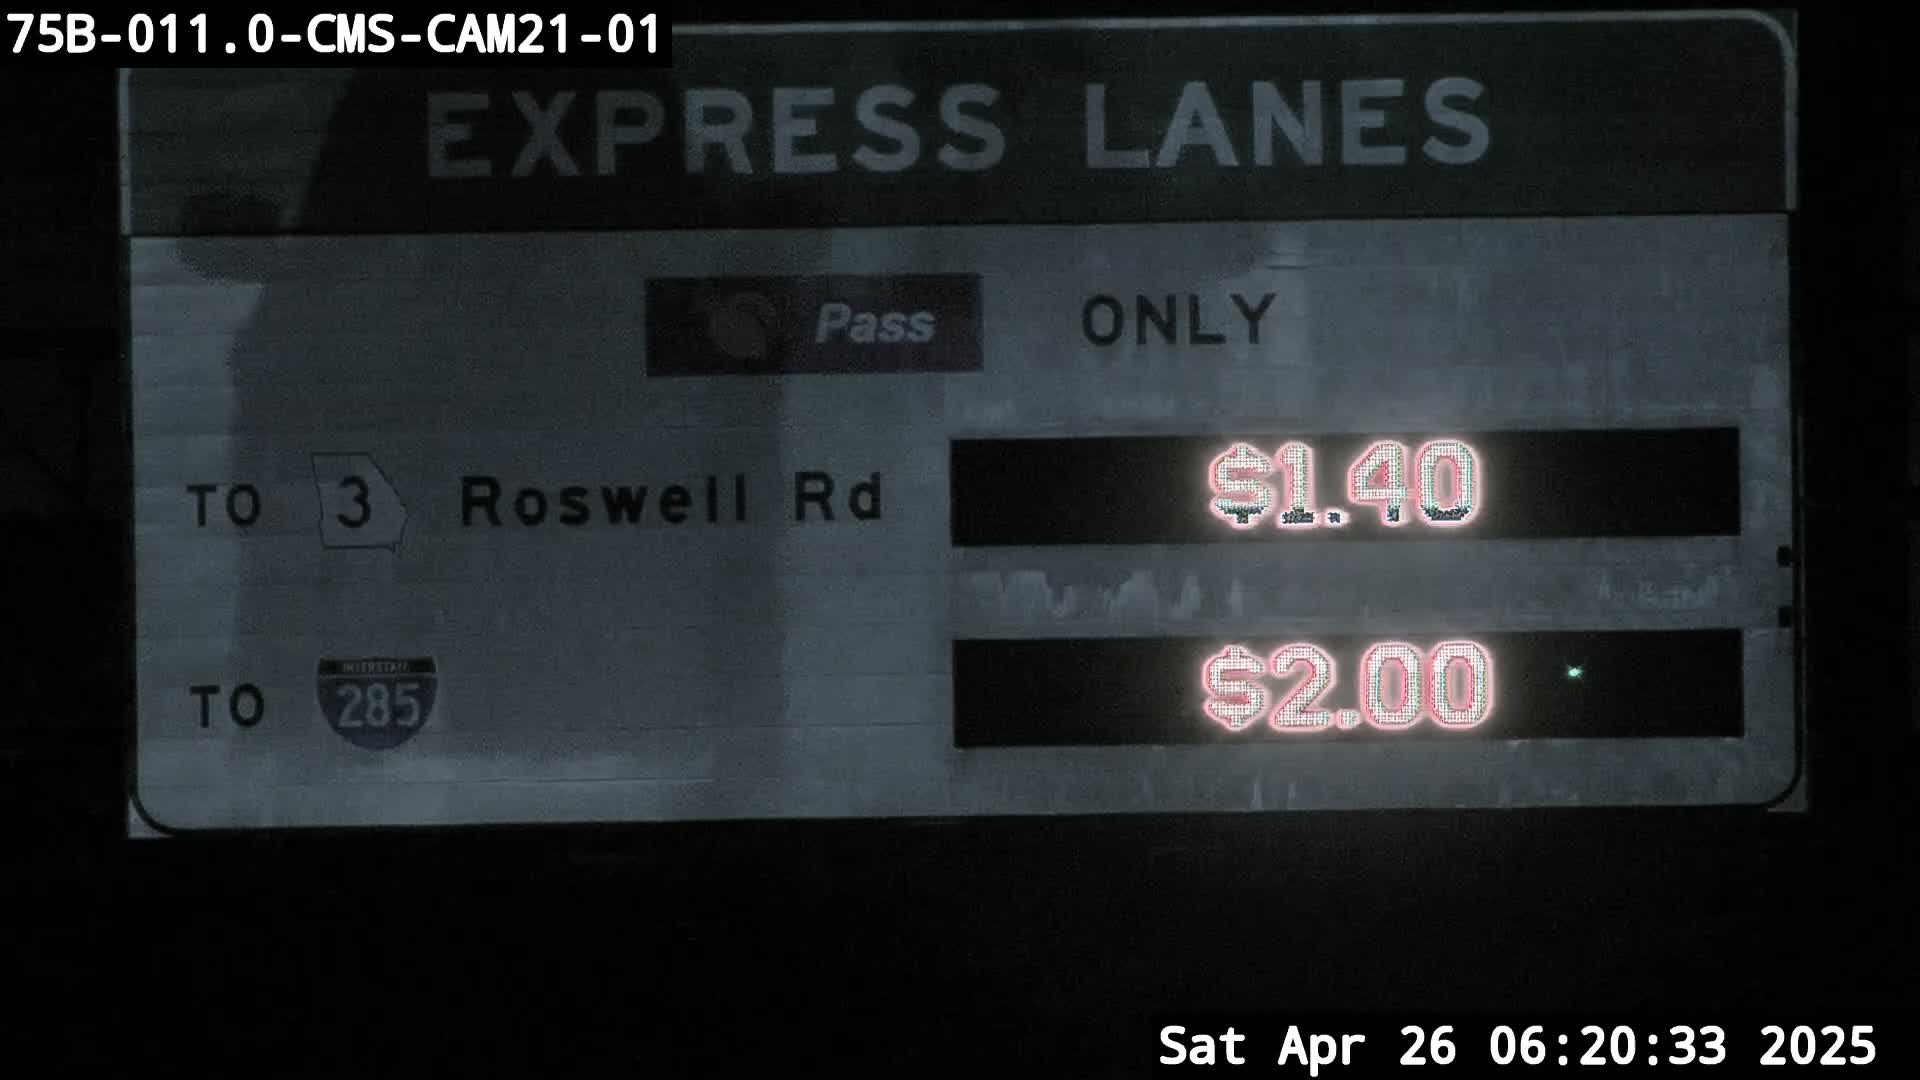 75B-011.0-CMS-CAM21-01
EXPRESS LANES
Pass ONLY
TO 3 Roswell Rd $1.40
INTERSTATE
TO 285 $2.00
Sat Apr 26 06:20:33 2025